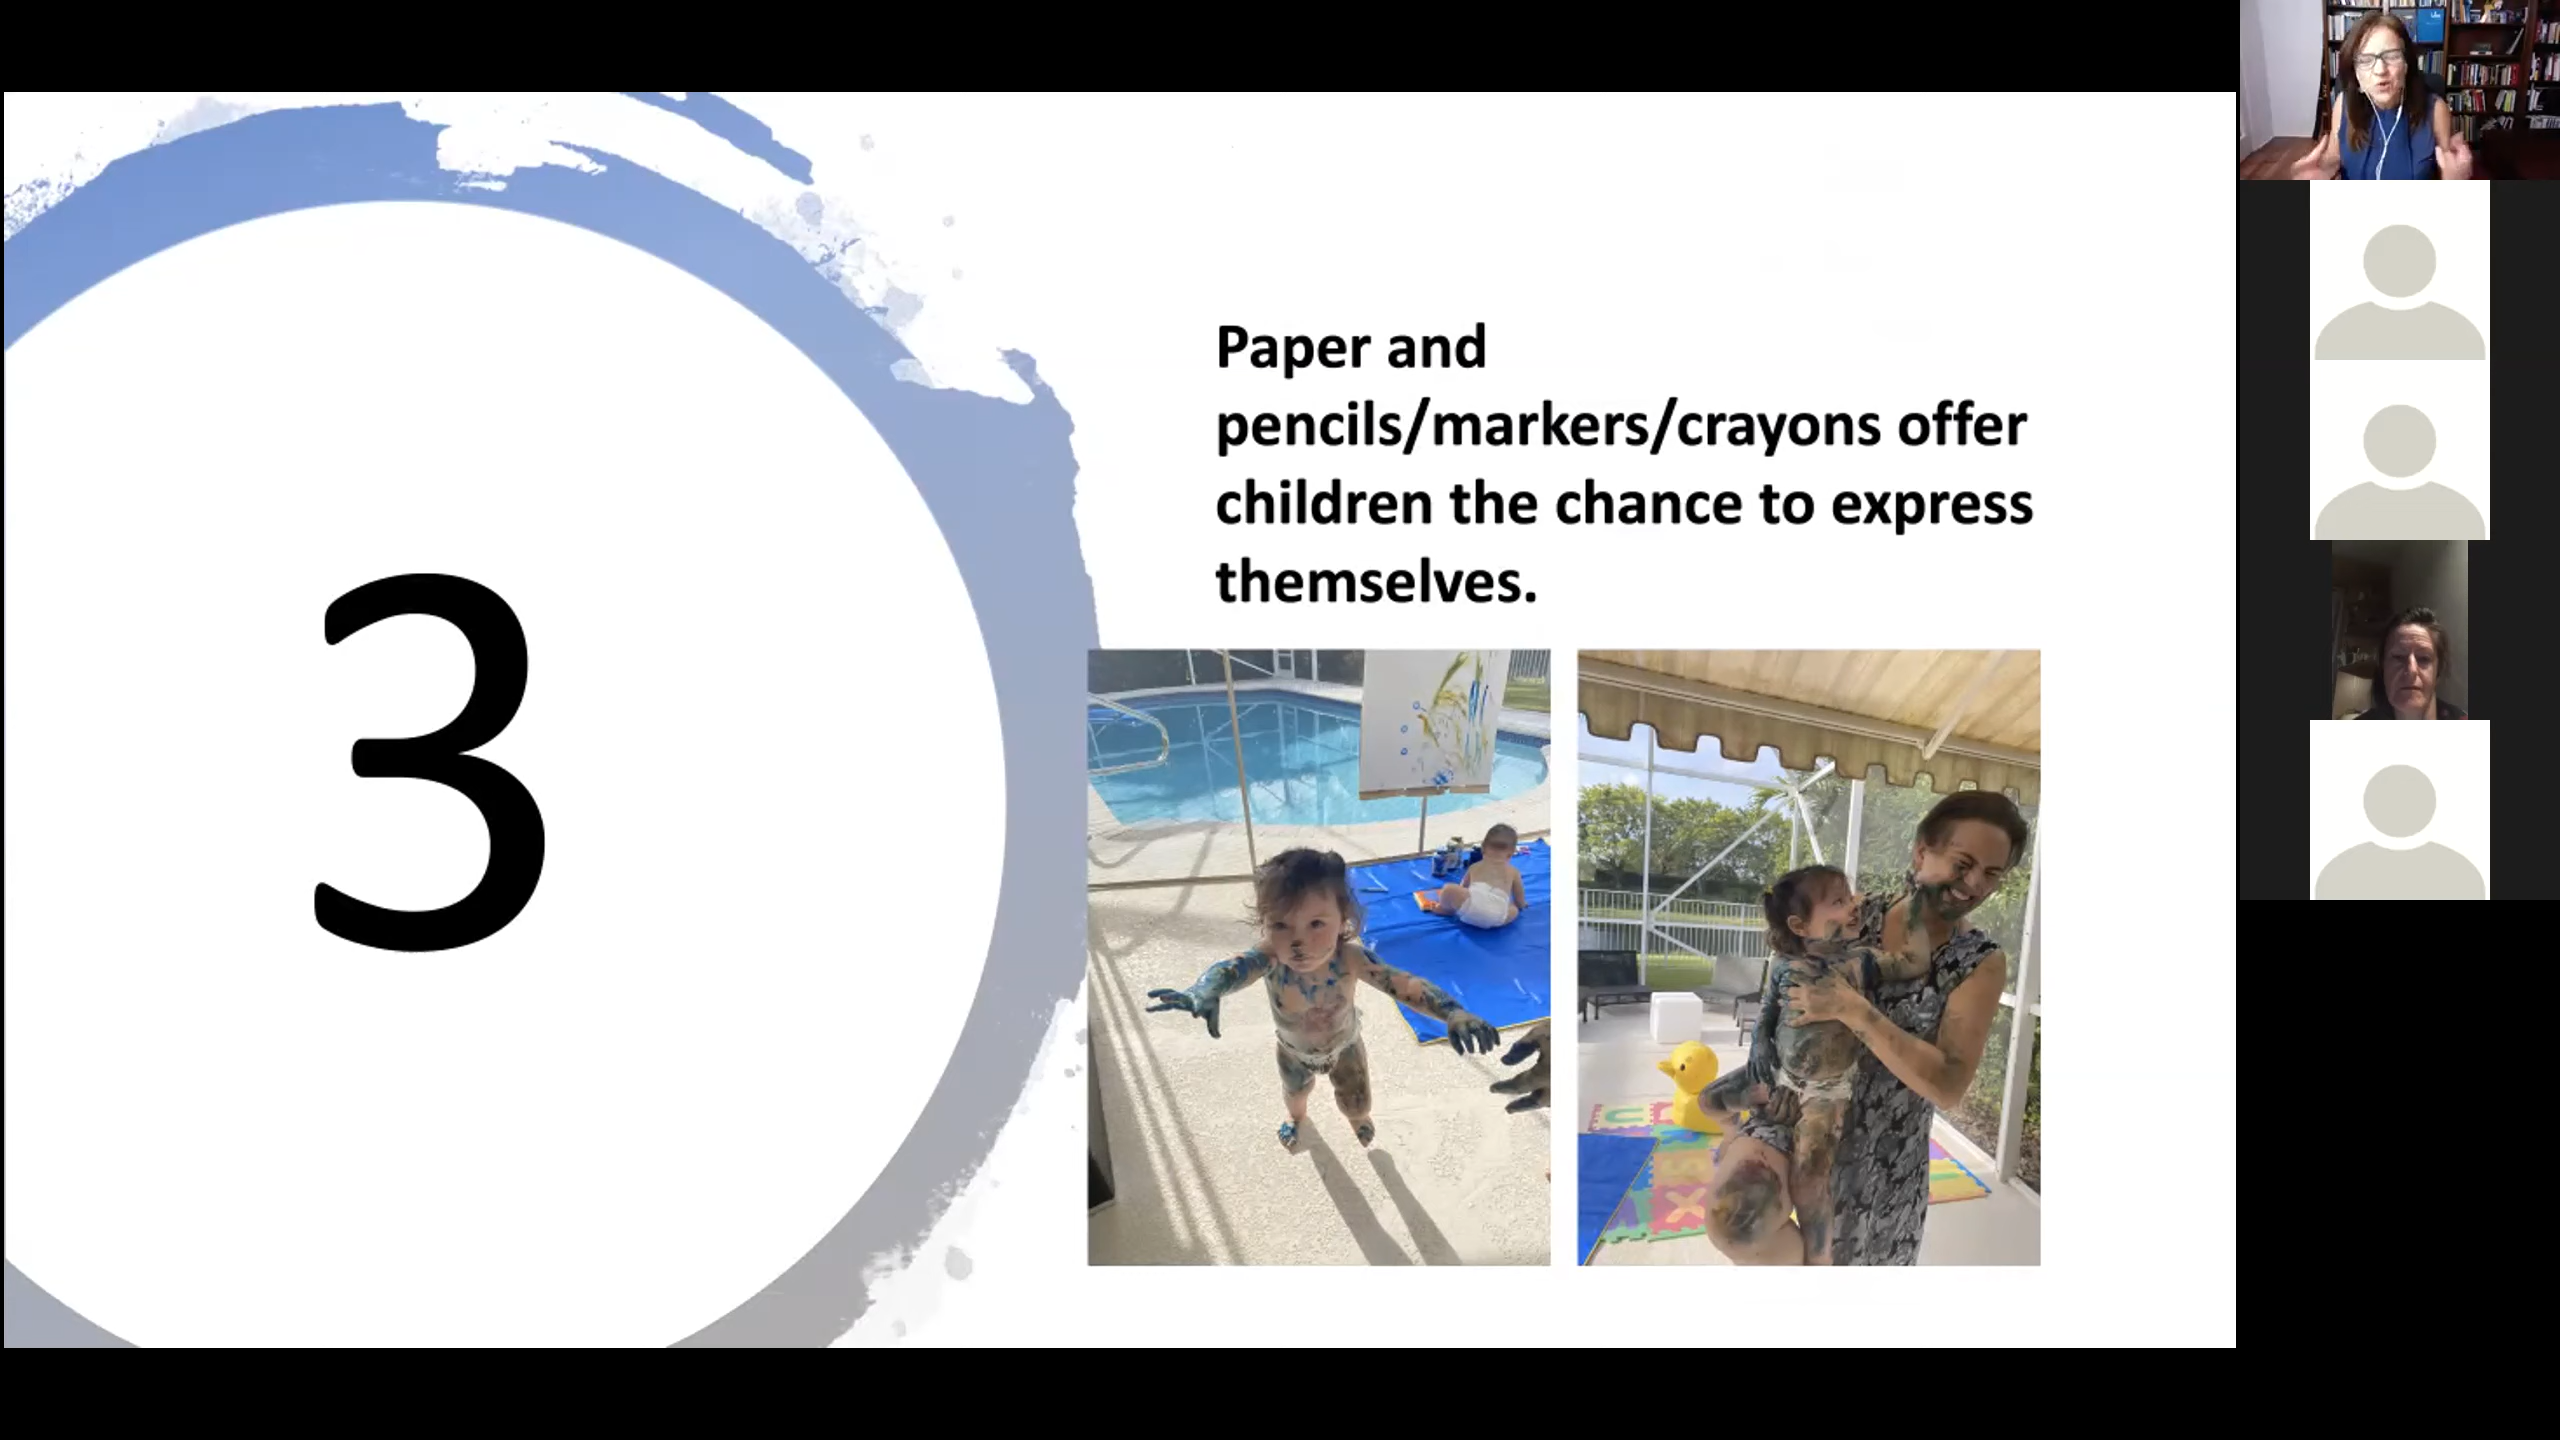 3
Paper and
pencils/markers/crayons offer
children the chance to express
themselves.